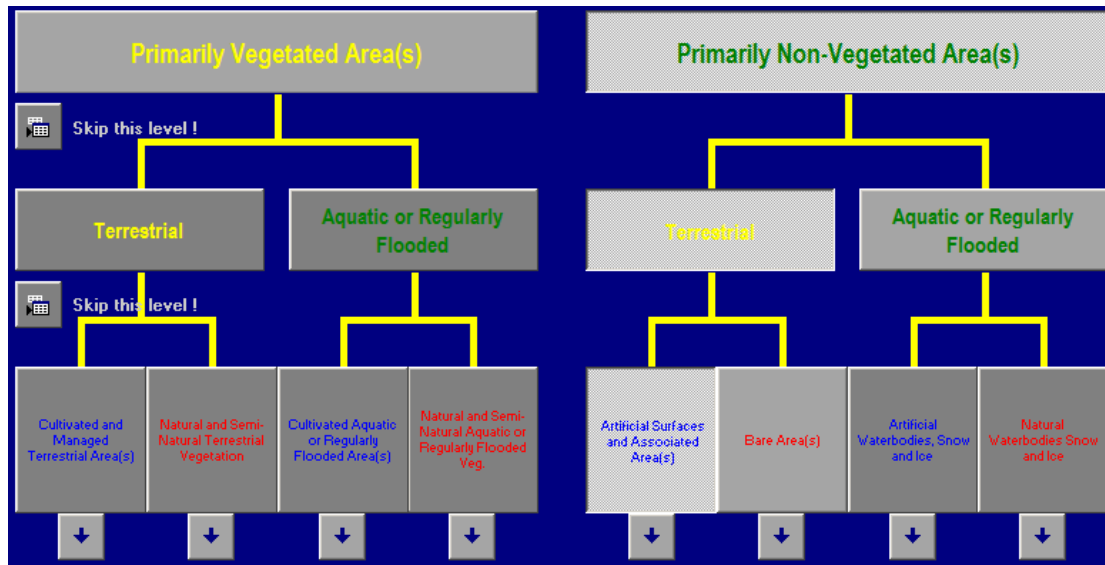 Primarily Vegetated Area(s)
Primarily Non-Vegetated Area(s)
Skip this level !
Terrestrial
Aquatic or Regularly
Flooded
Terrestrial
Aquatic or Regularly
Flooded
Skip this level !
Cultivated and
Managed
Terrestrial Area(s)
Natural and Semi-
Natural Terrestrial
Vegetation
Cultivated Aquatic
or Regularly
Flooded Area(s)
Natural and Semi-
Natural Aquatic or
Regularly Flooded
Veg.
Artificial Surfaces
and Associated
Area(s)
Bare Area(s)
Artificial
Waterbodies, Snow
and Ice
Natural
Waterbodies Snow
and Ice